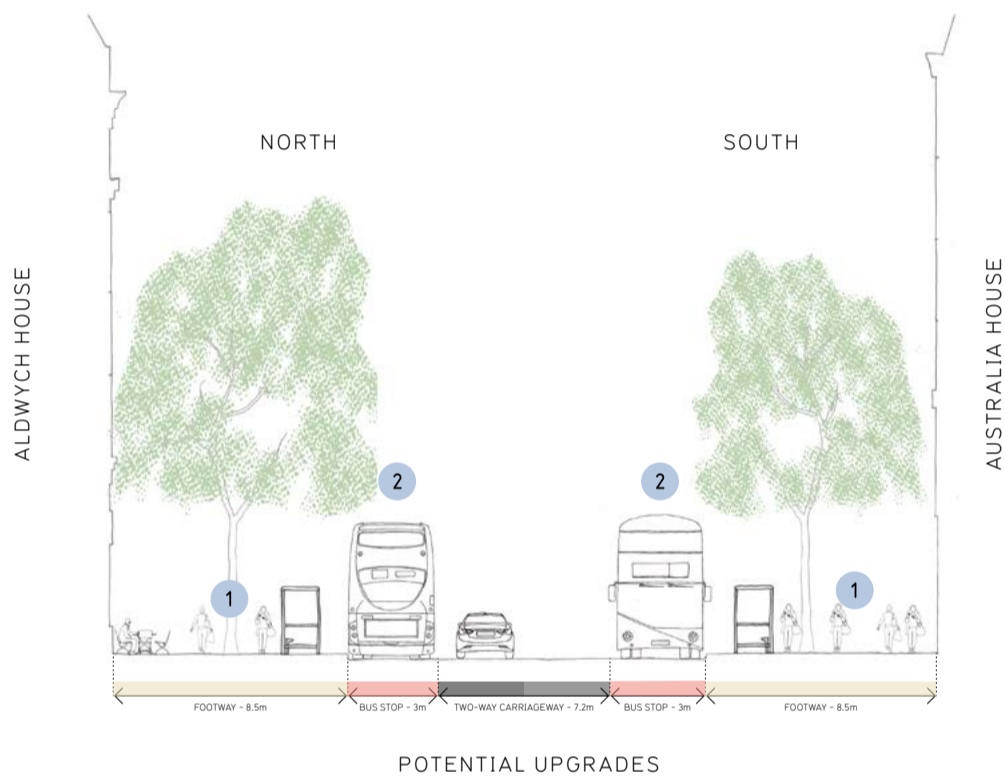 NORTH
SOUTH
ALDWYCH HOUSE
AUSTRALIA HOUSE
2
2
1
1
FOOTWAY - 8.5m
BUS STOP - 3m
TWO-WAY CARRIAGEWAY - 7.2m
BUS STOP - 3m
FOOTWAY - 8.5m
POTENTIAL UPGRADES